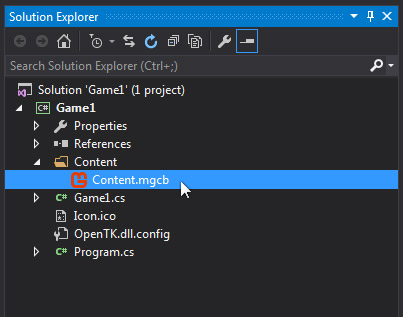 Solution Explorer
Search Solution Explorer (Ctrl+;)
Solution 'Game1' (1 project)
C# Game1
Properties
References
Content
Content.mgcb
C# Game1.cs
Icon.ico
OpenTK.dll.config
C# Program.cs